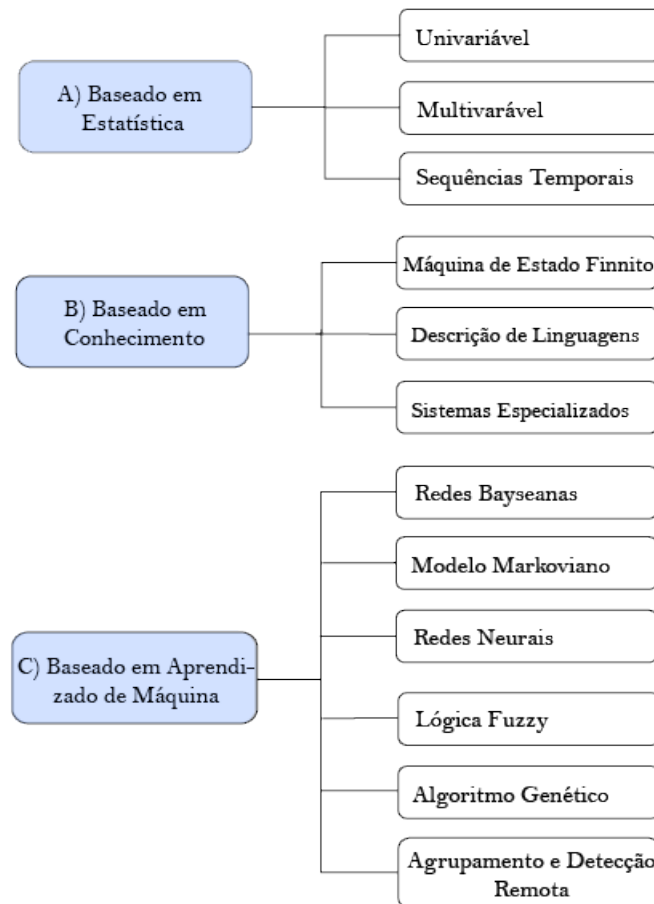 A) Baseado em
Estatística
Univariável
Multivarável
Sequências Temporais
B) Baseado em
Conhecimento
Máquina de Estado Finnito
Descrição de Linguagens
Sistemas Especializados
C) Baseado em Aprendi-
zado de Máquina
Redes Bayseanas
Modelo Markoviano
Redes Neurais
Lógica Fuzzy
Algoritmo Genético
Agrupamento e Detecção
Remota